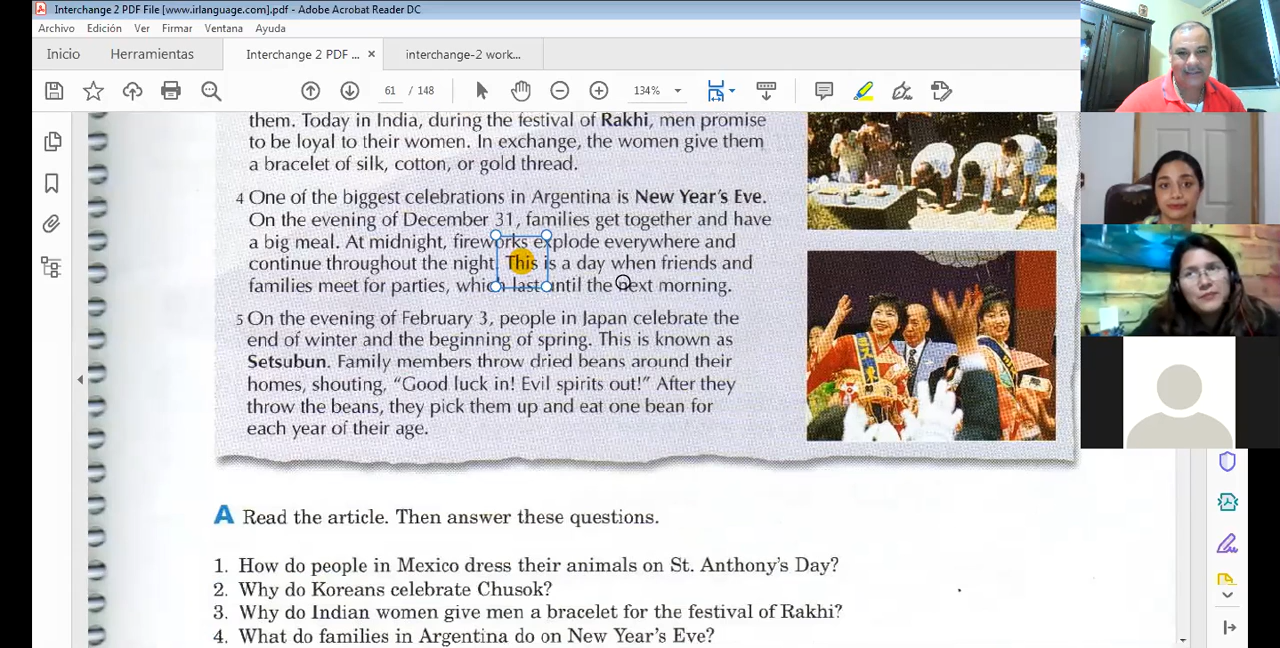 Interchange 2 PDF File [www.irlanguage.com].pdf - Adobe Acrobat Reader DC
Archivo Edición Ver Firmar Ventana Ayuda
Inicio Herramientas Interchange 2 PDF ... × interchange-2 work...
61 / 148 134%
them. Today in India, during the festival of Rakhi, men promise
to be loyal to their women. In exchange, the women give them
a bracelet of silk, cotton, or gold thread.
4 One of the biggest celebrations in Argentina is New Year's Eve.
On the evening of December 31, families get together and have
a big meal. At midnight, fireworks explode everywhere and
continue throughout the night. This is a day when friends and
families meet for parties, which last until the next morning.
5 On the evening of February 3, people in Japan celebrate the
end of winter and the beginning of spring. This is known as
Setsubun. Family members throw dried beans around their
homes, shouting, “Good luck in! Evil spirits out!” After they
throw the beans, they pick them up and eat one bean for
each year of their age.
A Read the article. Then answer these questions.
1. How do people in Mexico dress their animals on St. Anthony's Day?
2. Why do Koreans celebrate Chusok?
3. Why do Indian women give men a bracelet for the festival of Rakhi?
4. What do families in Argentina do on New Year's Eve?